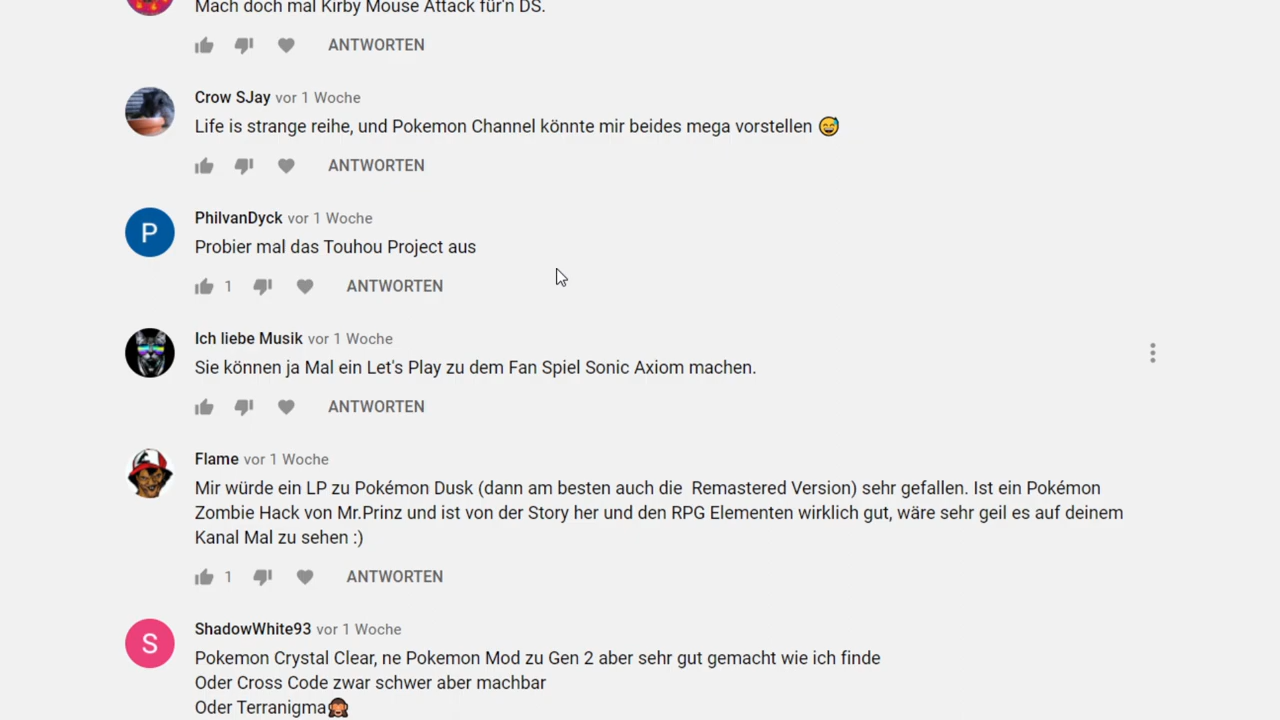 Mach doch mal Kirby Mouse Attack für'n DS.
ANTWORTEN
Crow SJay vor 1 Woche
Life is strange reihe, und Pokemon Channel könnte mir beides mega vorstellen 😅
ANTWORTEN
P
PhilvanDyck vor 1 Woche
Probier mal das Touhou Project aus
1 ANTWORTEN
Ich liebe Musik vor 1 Woche
Sie können ja Mal ein Let's Play zu dem Fan Spiel Sonic Axiom machen.
ANTWORTEN
Flame vor 1 Woche
Mir würde ein LP zu Pokémon Dusk (dann am besten auch die  Remastered Version) sehr gefallen. Ist ein Pokémon
Zombie Hack von Mr.Prinz und ist von der Story her und den RPG Elementen wirklich gut, wäre sehr geil es auf deinem
Kanal Mal zu sehen :)
1 ANTWORTEN
S
ShadowWhite93 vor 1 Woche
Pokemon Crystal Clear, ne Pokemon Mod zu Gen 2 aber sehr gut gemacht wie ich finde
Oder Cross Code zwar schwer aber machbar
Oder Terranigma🙈